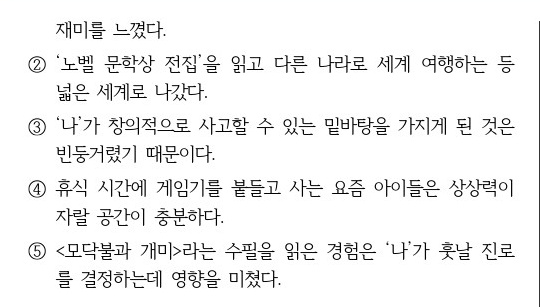 재미를 느꼈다.
② ‘노벨 문학상 전집’을 읽고 다른 나라로 세계 여행하는 등
넓은 세계로 나갔다.
③ ‘나’가 창의적으로 사고할 수 있는 밑바탕을 가지게 된 것은
빈둥거렸기 때문이다.
④ 휴식 시간에 게임기를 붙들고 사는 요즘 아이들은 상상력이
자랄 공간이 충분하다.
⑤ <모닥불과 개미>라는 수필을 읽은 경험은 ‘나’가 훗날 진로
를 결정하는데 영향을 미쳤다.